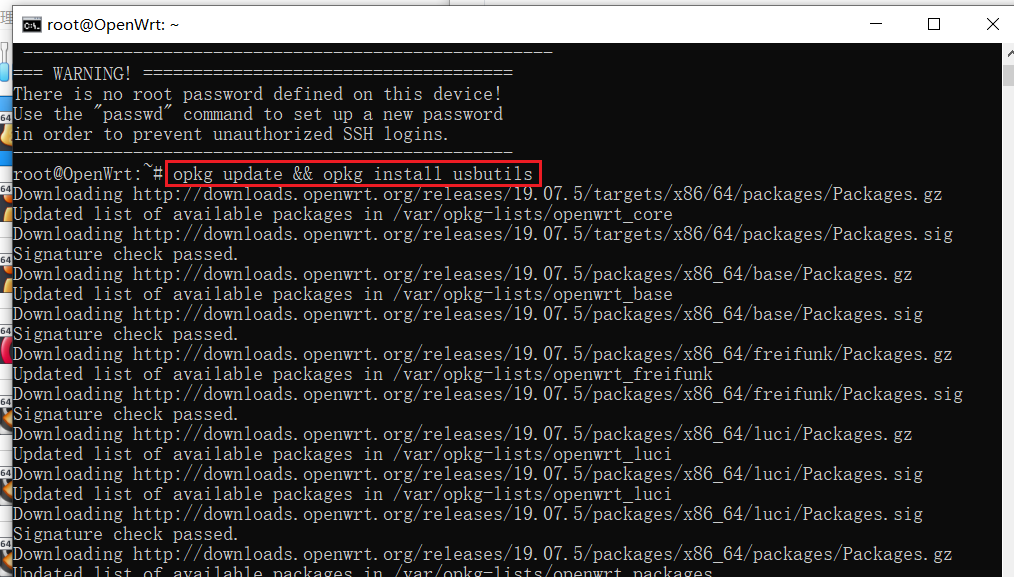 root@OpenWrt: ~
-----------------------------------------------------
=== WARNING! =====================================
There is no root password defined on this device!
Use the "passwd" command to set up a new password
in order to prevent unauthorized SSH logins.
--------------------------------------------------
root@OpenWrt:~# opkg update && opkg install usbutils
Downloading http://downloads.openwrt.org/releases/19.07.5/targets/x86/64/packages/Packages.gz
Updated list of available packages in /var/opkg-lists/openwrt_core
Downloading http://downloads.openwrt.org/releases/19.07.5/targets/x86/64/packages/Packages.sig
Signature check passed.
Downloading http://downloads.openwrt.org/releases/19.07.5/packages/x86_64/base/Packages.gz
Updated list of available packages in /var/opkg-lists/openwrt_base
Downloading http://downloads.openwrt.org/releases/19.07.5/packages/x86_64/base/Packages.sig
Signature check passed.
Downloading http://downloads.openwrt.org/releases/19.07.5/packages/x86_64/freifunk/Packages.gz
Updated list of available packages in /var/opkg-lists/openwrt_freifunk
Downloading http://downloads.openwrt.org/releases/19.07.5/packages/x86_64/freifunk/Packages.sig
Signature check passed.
Downloading http://downloads.openwrt.org/releases/19.07.5/packages/x86_64/luci/Packages.gz
Updated list of available packages in /var/opkg-lists/openwrt_luci
Downloading http://downloads.openwrt.org/releases/19.07.5/packages/x86_64/luci/Packages.sig
Updated list of available packages in /var/opkg-lists/openwrt_luci
Downloading http://downloads.openwrt.org/releases/19.07.5/packages/x86_64/luci/Packages.sig
Signature check passed.
Downloading http://downloads.openwrt.org/releases/19.07.5/packages/x86_64/packages/Packages.gz
Updated list of available packages in /var/opkg-lists/openwrt_packages